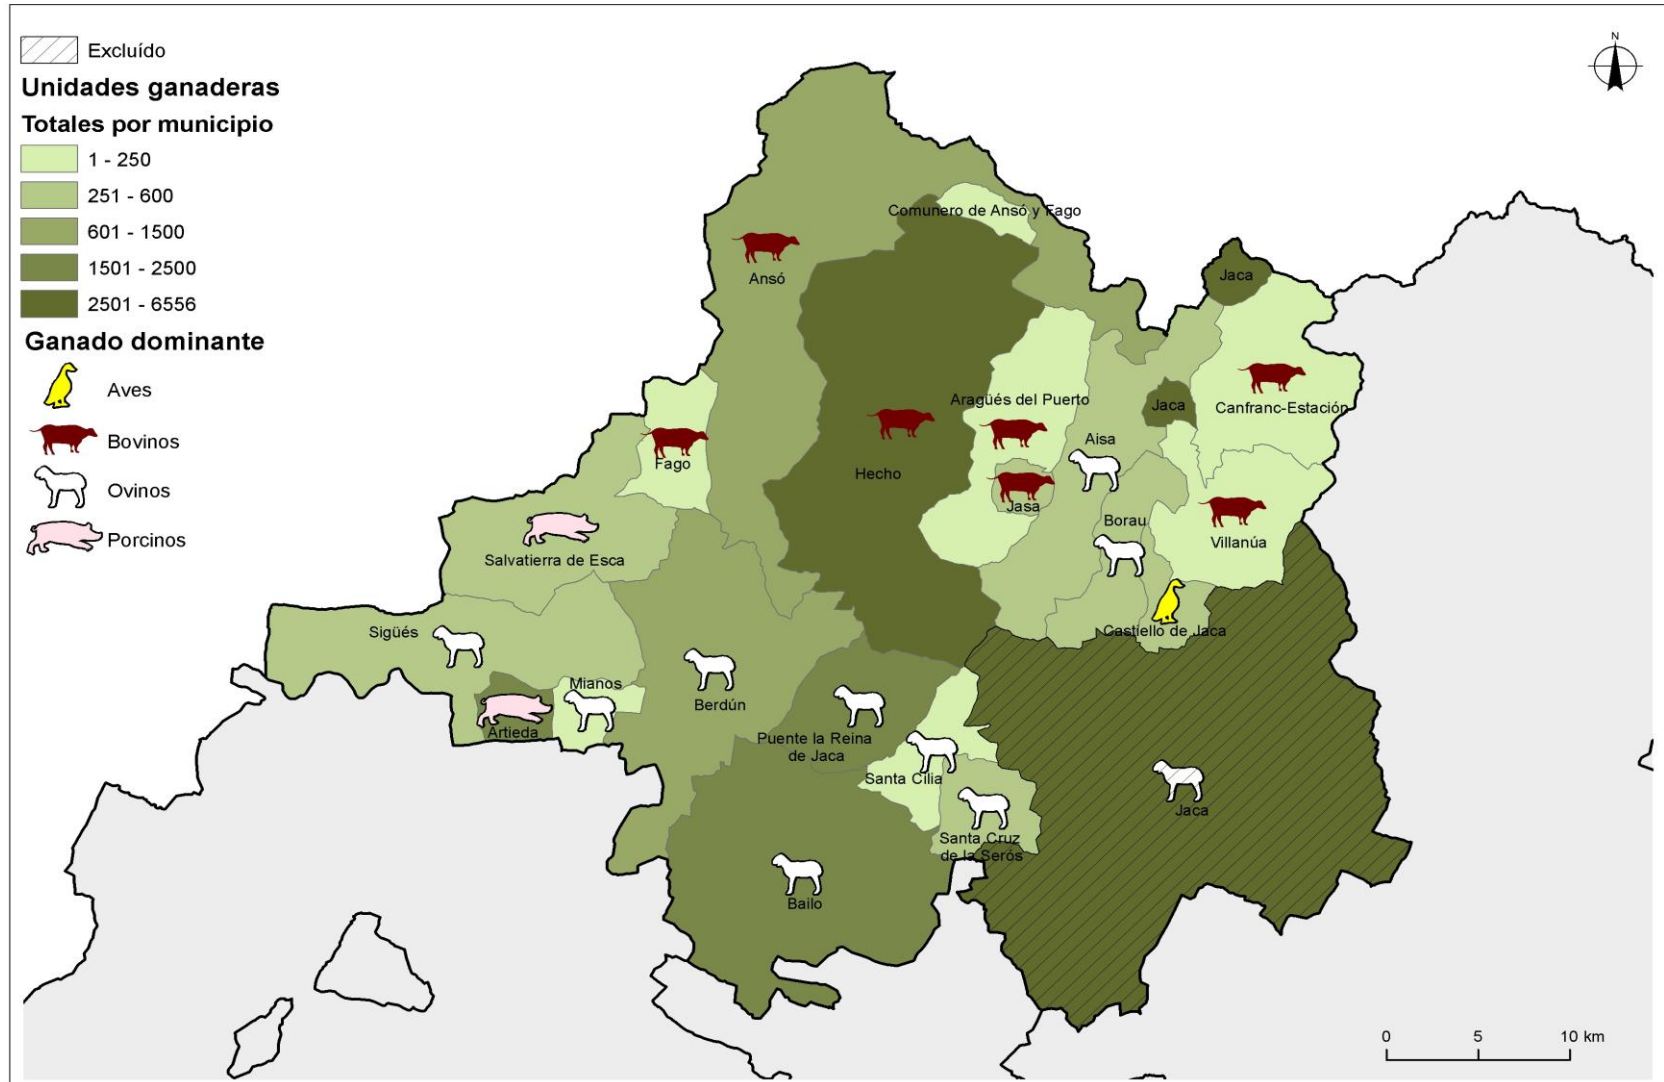 Excluído
Unidades ganaderas
Totales por municipio
1 - 250
251 - 600
601 - 1500
1501 - 2500
2501 - 6556
Ganado dominante
Aves
Bovinos
Ovinos
Porcinos
N
Comunero de Ansó y Fago
Ansó
Jaca
Aragüés del Puerto
Jaca
Canfranc-Estación
Aisa
Fago
Hecho
Jasa
Borau
Villanúa
Salvatierra de Esca
Sigüés
Castiello de Jaca
Mianos
Berdún
Artieda
Puente la Reina
de Jaca
Santa Cilia
Jaca
Santa Cruz
de la Serós
Bailo
0 5 10 km